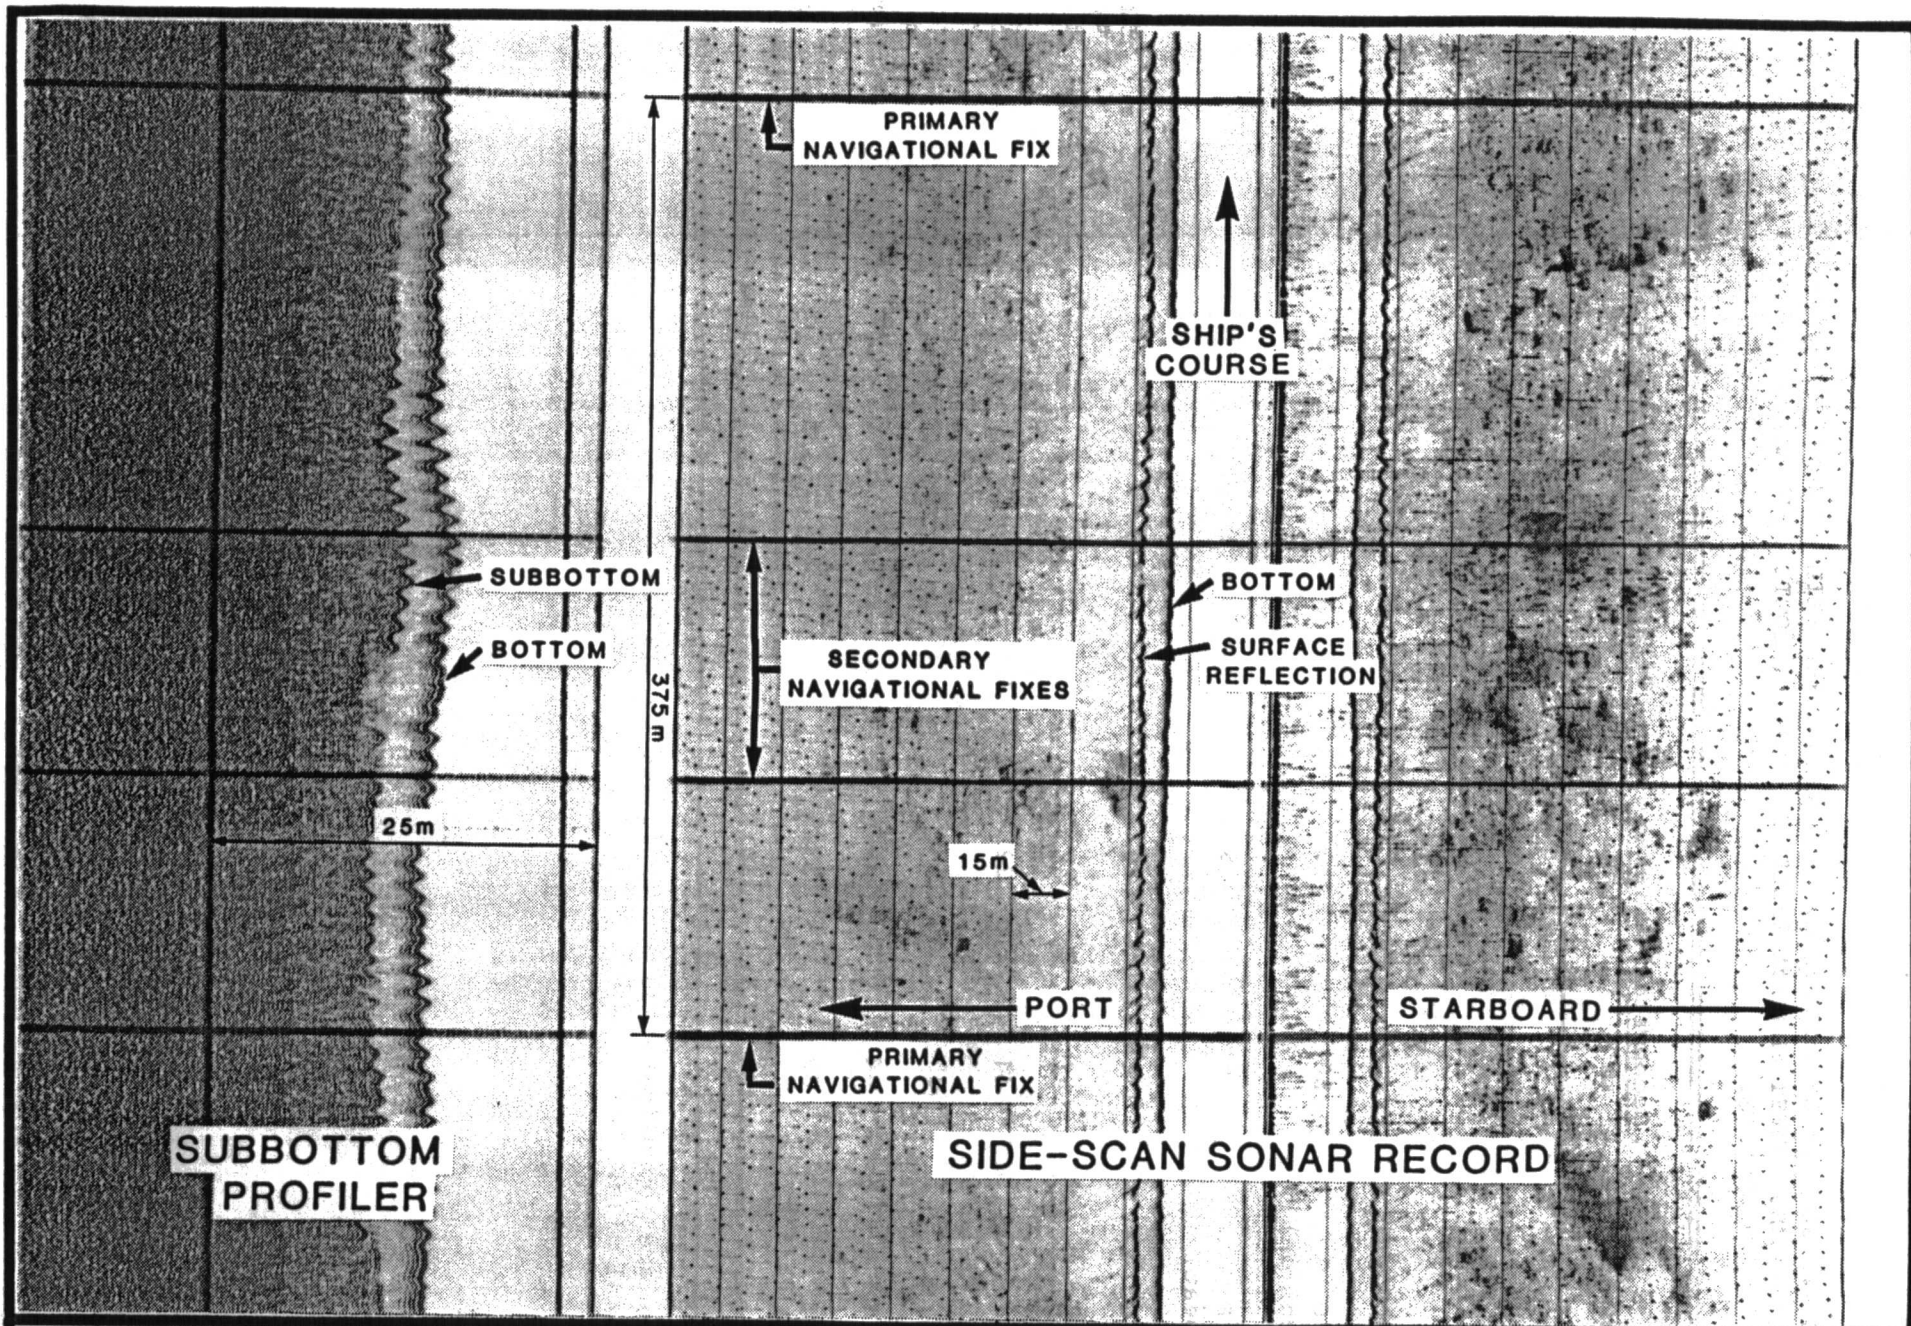 PRIMARY
NAVIGATIONAL FIX
SHIP'S
COURSE
SUBBOTTOM
BOTTOM
BOTTOM
SURFACE
REFLECTION
SECONDARY
NAVIGATIONAL FIXES
375 m
25m
15m
PORT
STARBOARD
PRIMARY
NAVIGATIONAL FIX
SUBBOTTOM
PROFILER
SIDE-SCAN SONAR RECORD